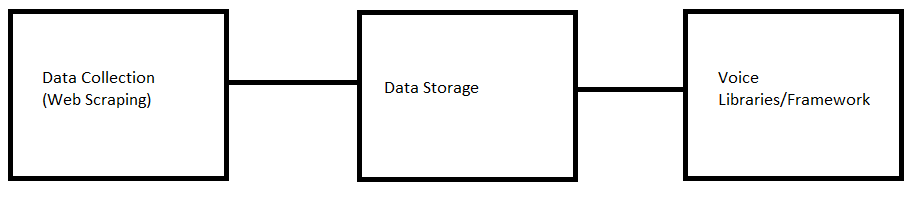 Data Collection
(Web Scraping)
Data Storage
Voice
Libraries/Framework